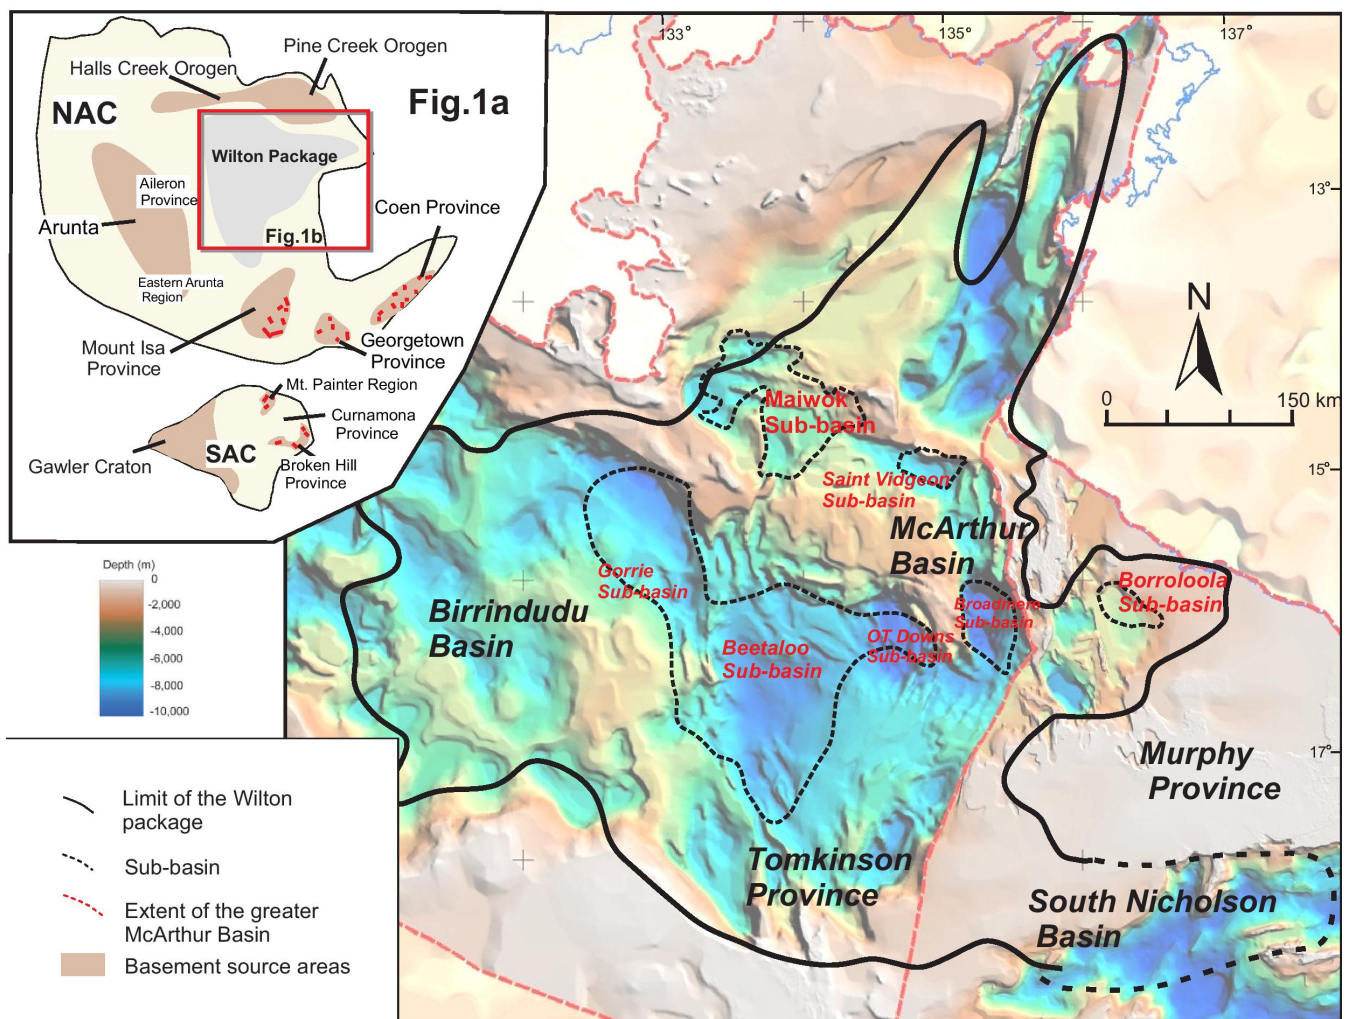 Pine Creek Orogen
Halls Creek Orogen
NAC
Fig.1a
Wilton Package
Aileron
Province
Coen Province
Arunta
Fig.1b
Eastern Arunta
Region
Mount Isa
Province
Georgetown
Province
Mt. Painter Region
Curnamona
Province
SAC
Gawler Craton
Broken Hill
Province
133°
135°
137°
13°
N
0
150 km
15°
17°
Maiwok
Sub-basin
Saint Vidgeon
Sub-basin
McArthur
Basin
Gorrie
Sub-basin
Birrindudu
Basin
Beetaloo
Sub-basin
OT Downs
Sub-basin
Broadmere
Sub-basin
Borroloola
Sub-basin
Murphy
Province
Tomkinson
Province
South Nicholson
Basin
Depth (m)
0
-2,000
-4,000
-6,000
-8,000
-10,000
Limit of the Wilton
package
Sub-basin
Extent of the greater
McArthur Basin
Basement source areas